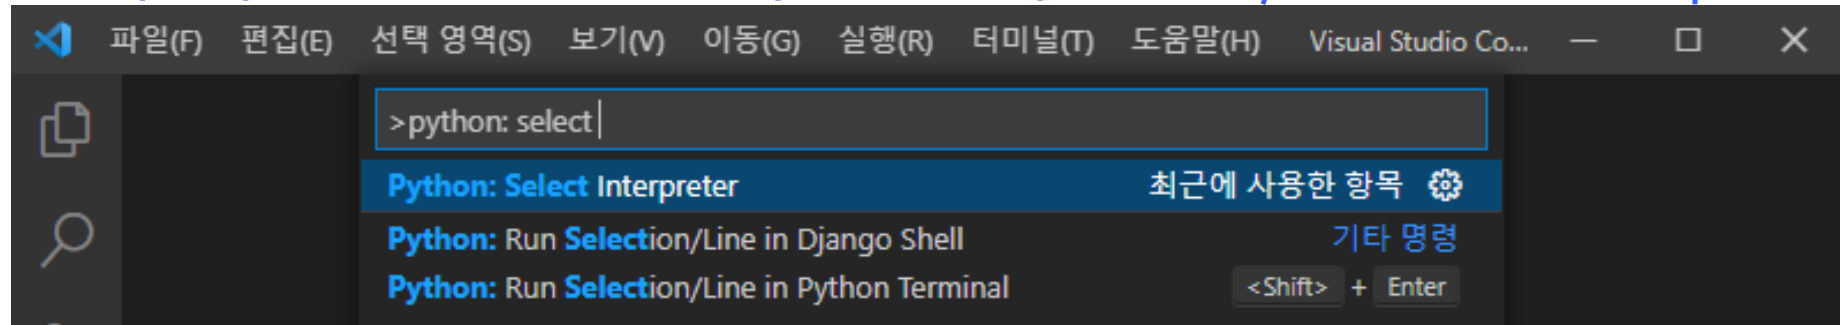 파일(F) 편집(E) 선택 영역(S) 보기(V) 이동(G) 실행(R) 터미널(T) 도움말(H) Visual Studio Co...
>python: select
Python: Select Interpreter 최근에 사용한 항목
Python: Run Selection/Line in Django Shell 기타 명령
Python: Run Selection/Line in Python Terminal <Shift> + Enter